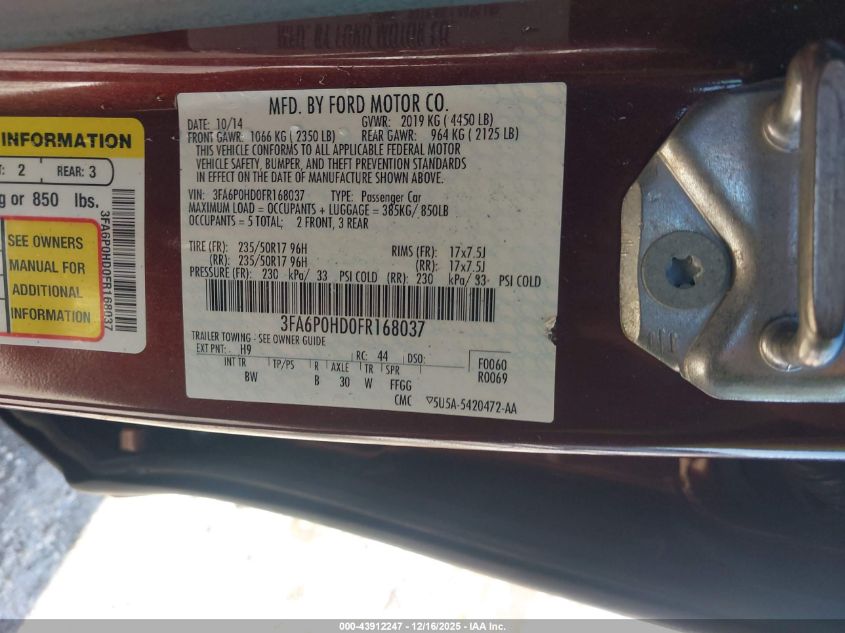 MFD. BY FORD MOTOR CO.
DATE: 10/14 GVWR: 2019 KG ( 4450 LB)
FRONT GAWR: 1066 KG ( 2350 LB) REAR GAWR: 964 KG ( 2125 LB)
THIS VEHICLE CONFORMS TO ALL APPLICABLE FEDERAL MOTOR
VEHICLE SAFETY, BUMPER, AND THEFT PREVENTION STANDARDS
IN EFFECT ON THE DATE OF MANUFACTURE SHOWN ABOVE.
VIN: 3FA6P0HD0FR168037 TYPE: Passenger Car
MAXIMUM LOAD = OCCUPANTS + LUGGAGE = 385KG/ 850LB
OCCUPANTS = 5 TOTAL; 2 FRONT, 3 REAR
TIRE (FR): 235/50R17 96H RIMS (FR): 17x7.5J
(RR): 235/50R17 96H (RR): 17x7.5J
PRESSURE (FR): 230 kPa/ 33 PSI COLD (RR): 230 kPa/ 33 PSI COLD
3FA6P0HD0FR168037
TRAILER TOWING - SEE OWNER GUIDE
EXT PNT: H9 RC: 44 DSO: F0060
INT TR TP/PS R AXLE TR SPR R0069
BW B 30 W FFGG
CMC ▽5U5A-5420472-AA
INFORMATION
: 2 REAR: 3
g or 850 lbs.
SEE OWNERS
MANUAL FOR
ADDITIONAL
INFORMATION
3FA6P0HD0FR168037
000-43912247 - 12/16/2025 - IAA Inc.